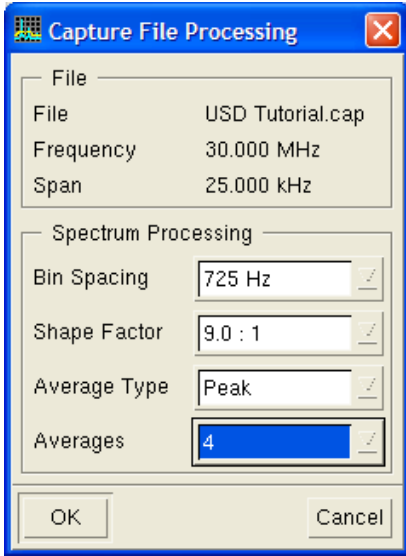 Capture File Processing
File
File USD Tutorial.cap
Frequency 30.000 MHz
Span 25.000 kHz
Spectrum Processing
Bin Spacing 725 Hz
Shape Factor 9.0 : 1
Average Type Peak
Averages 4
OK Cancel